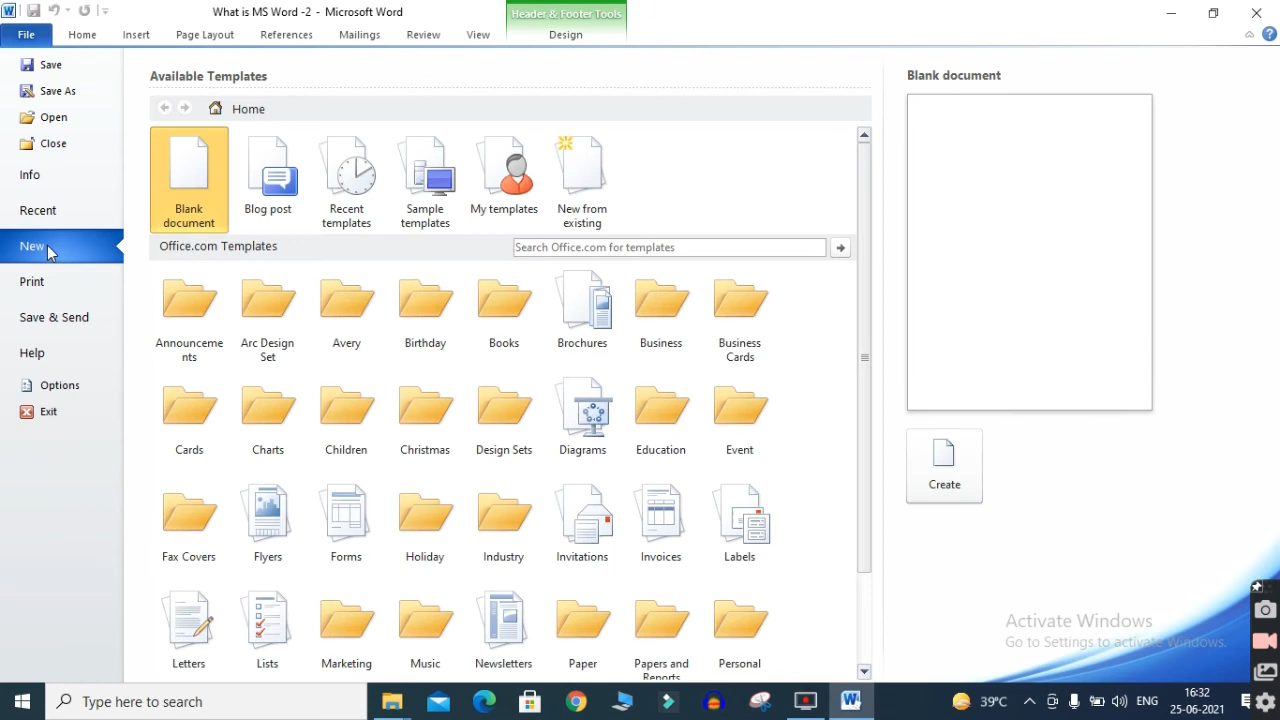 What is MS Word -2 - Microsoft Word
Header & Footer Tools
File Home Insert Page Layout References Mailings Review View Design
Save
Save As
Open
Close
Info
Recent
New
Print
Save & Send
Help
Options
Exit
Available Templates
Home
Blank document
Blog post
Recent templates
Sample templates
My templates
New from existing
Office.com Templates
Search Office.com for templates
Announcements
Arc Design Set
Avery
Birthday
Books
Brochures
Business
Business Cards
Cards
Charts
Children
Christmas
Design Sets
Diagrams
Education
Event
Fax Covers
Flyers
Forms
Holiday
Industry
Invitations
Invoices
Labels
Letters
Lists
Marketing
Music
Newsletters
Paper
Papers and Reports
Personal
Blank document
Create
Activate Windows
Go to Settings to activate Windows.
Type here to search
39°C
ENG
16:32
25-06-2021